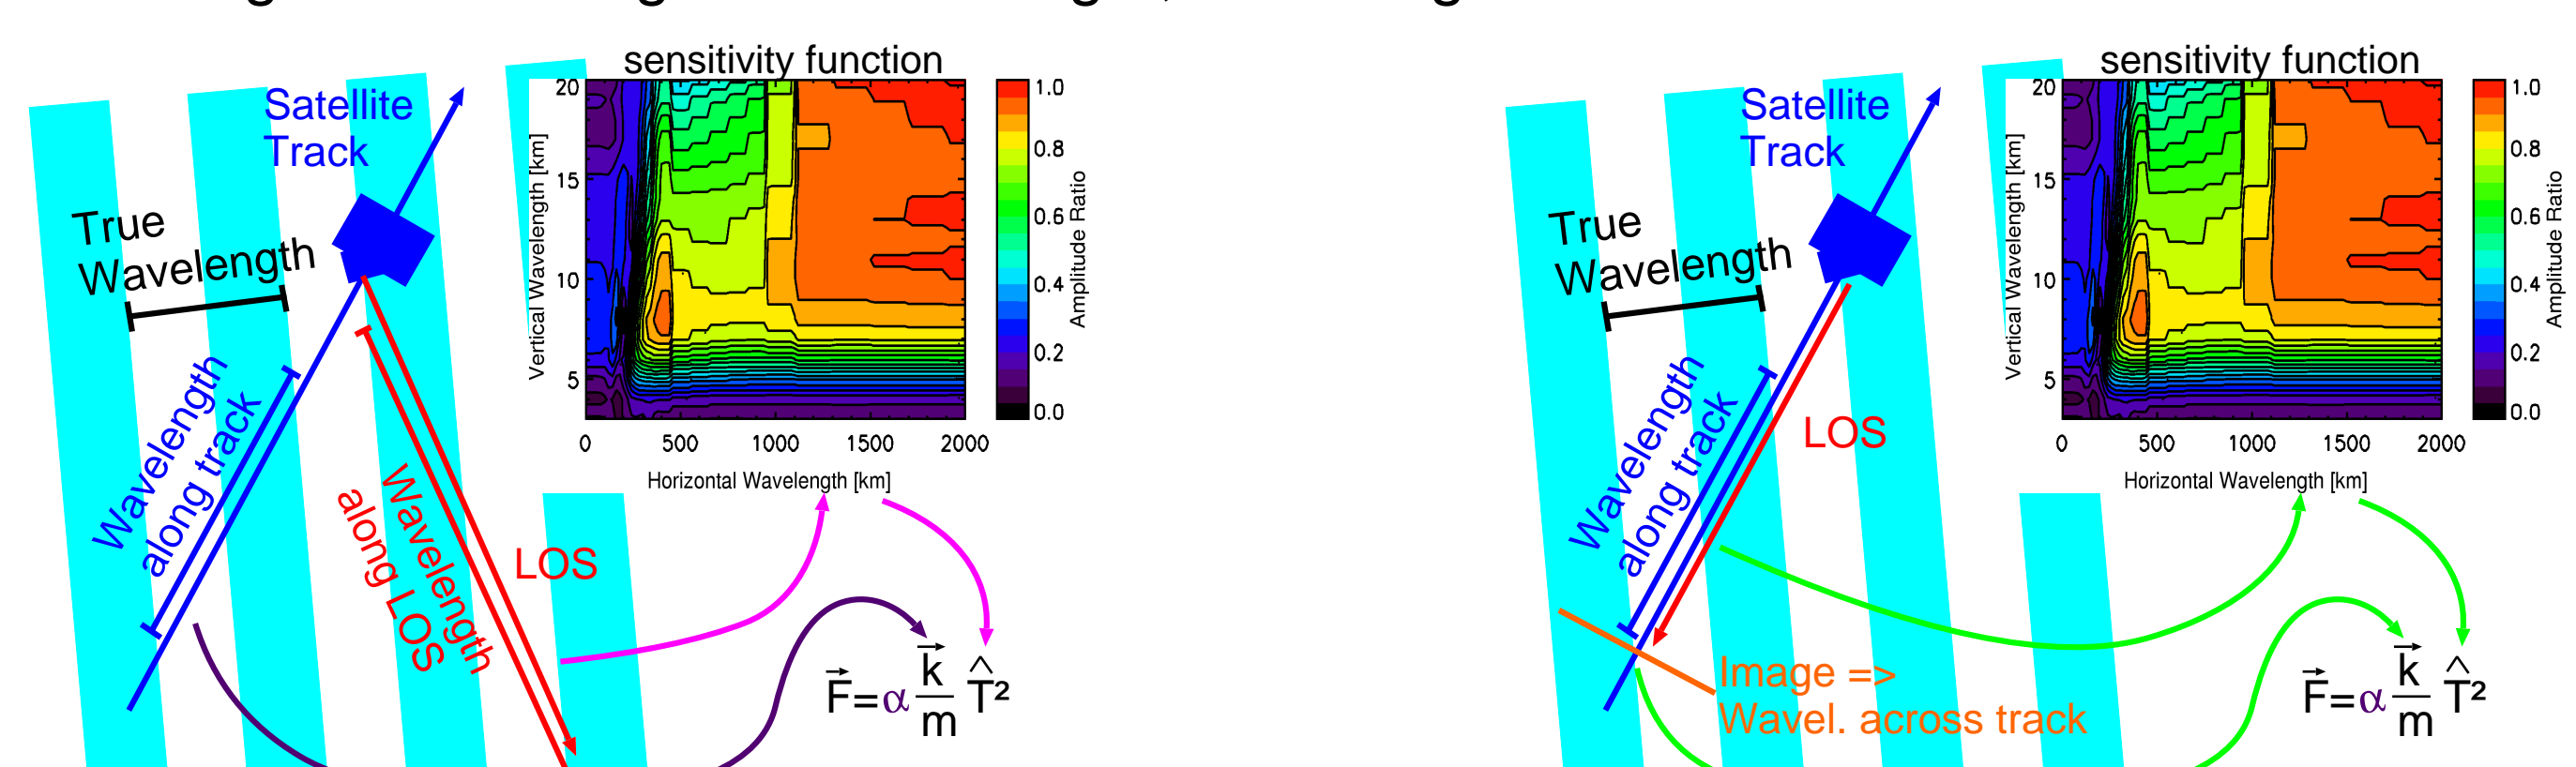 sensitivity function
Satellite
Track
True
Wavelength
Wavelength
along track
Wavelength
along LOS
LOS
Vertical Wavelength [km]
20
15
10
5
0
500
1000
1500
2000
Horizontal Wavelength [km]
1.0
0.8
0.6
0.4
0.2
0.0
Amplitude Ratio
F=α k/m T²
sensitivity function
Satellite
Track
True
Wavelength
Wavelength
along track
LOS
Image =>
Wavel. across track
Vertical Wavelength [km]
20
15
10
5
0
500
1000
1500
2000
Horizontal Wavelength [km]
1.0
0.8
0.6
0.4
0.2
0.0
Amplitude Ratio
F=α k/m T²